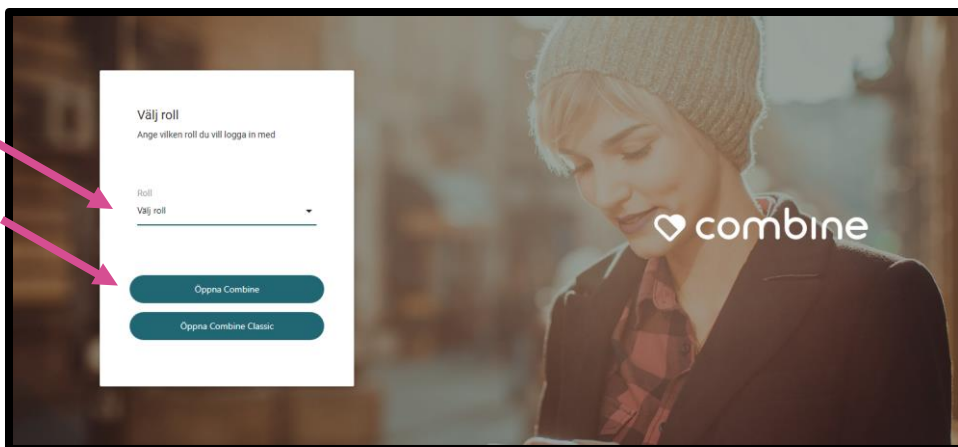 Välj roll
Ange vilken roll du vill logga in med
Roll
Välj roll
Öppna Combine
Öppna Combine Classic
combine